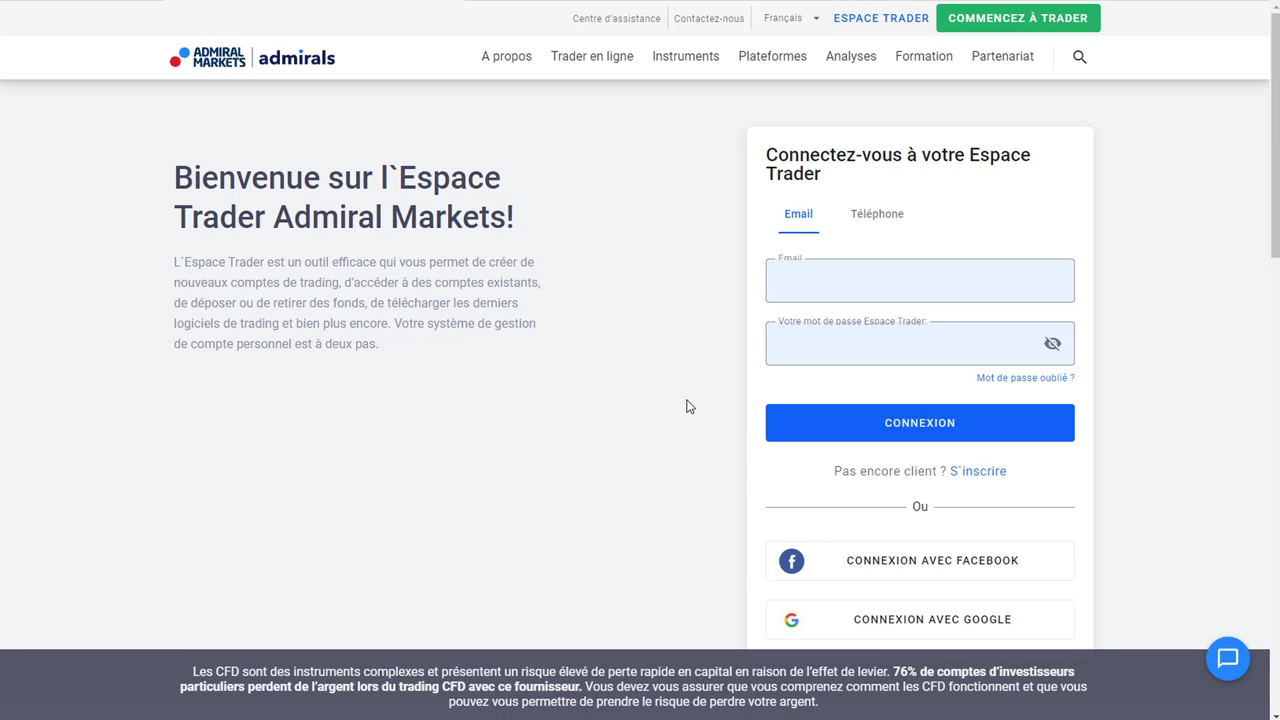 Centre d'assistance
Contactez-nous
Français
ESPACE TRADER
COMMENCEZ À TRADER
ADMIRAL
MARKETS
admirals
A propos
Trader en ligne
Instruments
Plateformes
Analyses
Formation
Partenariat
Bienvenue sur l`Espace
Trader Admiral Markets!
L`Espace Trader est un outil efficace qui vous permet de créer de
nouveaux comptes de trading, d'accéder à des comptes existants,
de déposer ou de retirer des fonds, de télécharger les derniers
logiciels de trading et bien plus encore. Votre système de gestion
de compte personnel est à deux pas.
Connectez-vous à votre Espace
Trader
Email
Téléphone
Email
Votre mot de passe Espace Trader:
Mot de passe oublié ?
CONNEXION
Pas encore client ? S`inscrire
Ou
CONNEXION AVEC FACEBOOK
CONNEXION AVEC GOOGLE
Les CFD sont des instruments complexes et présentent un risque élevé de perte rapide en capital en raison de l'effet de levier. 76% de comptes d'investisseurs
particuliers perdent de l'argent lors du trading CFD avec ce fournisseur. Vous devez vous assurer que vous comprenez comment les CFD fonctionnent et que vous
pouvez vous permettre de prendre le risque de perdre votre argent.